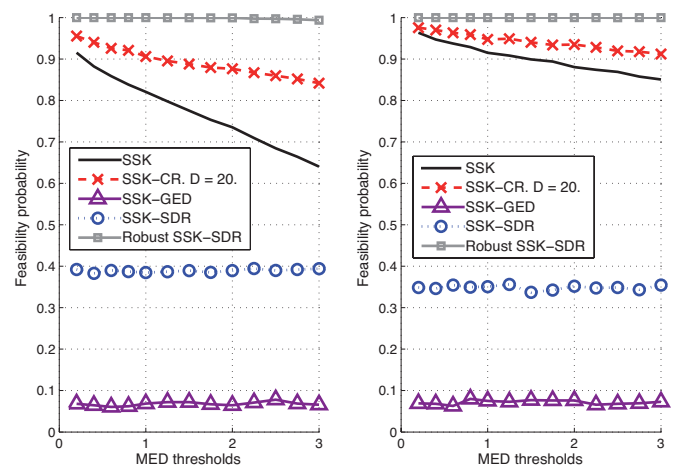 1
0.9
0.8
0.7
0.6
0.5
0.4
0.3
0.2
0.1
0
Feasibility probability
SSK
SSK−CR. D = 20.
SSK−GED
SSK−SDR
Robust SSK−SDR
0
1
2
3
MED thresholds
1
0.9
0.8
0.7
0.6
0.5
0.4
0.3
0.2
0.1
0
Feasibility probability
SSK
SSK−CR. D = 20.
SSK−GED
SSK−SDR
Robust SSK−SDR
0
1
2
3
MED thresholds